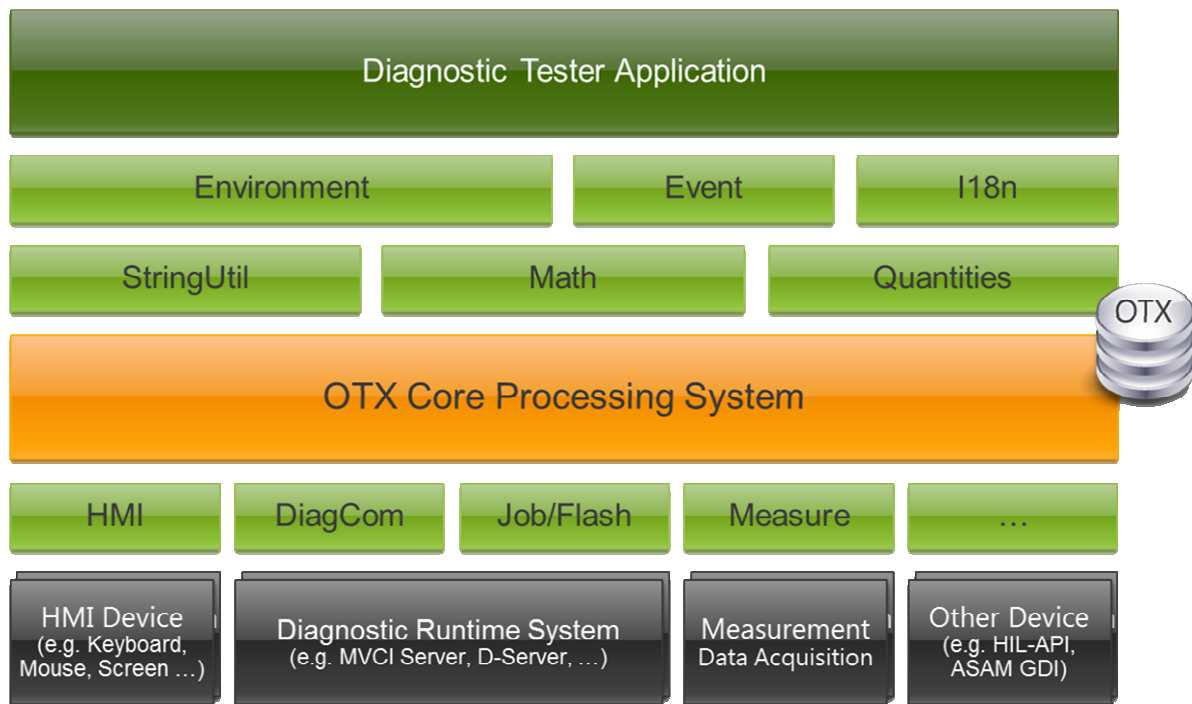 Diagnostic Tester Application
Environment
Event
I18n
StringUtil
Math
Quantities
OTX
OTX Core Processing System
HMI
DiagCom
Job/Flash
Measure
...
HMI Device
(e.g. Keyboard,
Mouse, Screen ...)
Diagnostic Runtime System
(e.g. MVCI Server, D-Server, ...)
Measurement
Data Acquisition
Other Device
(e.g. HIL-API,
ASAM GDI)